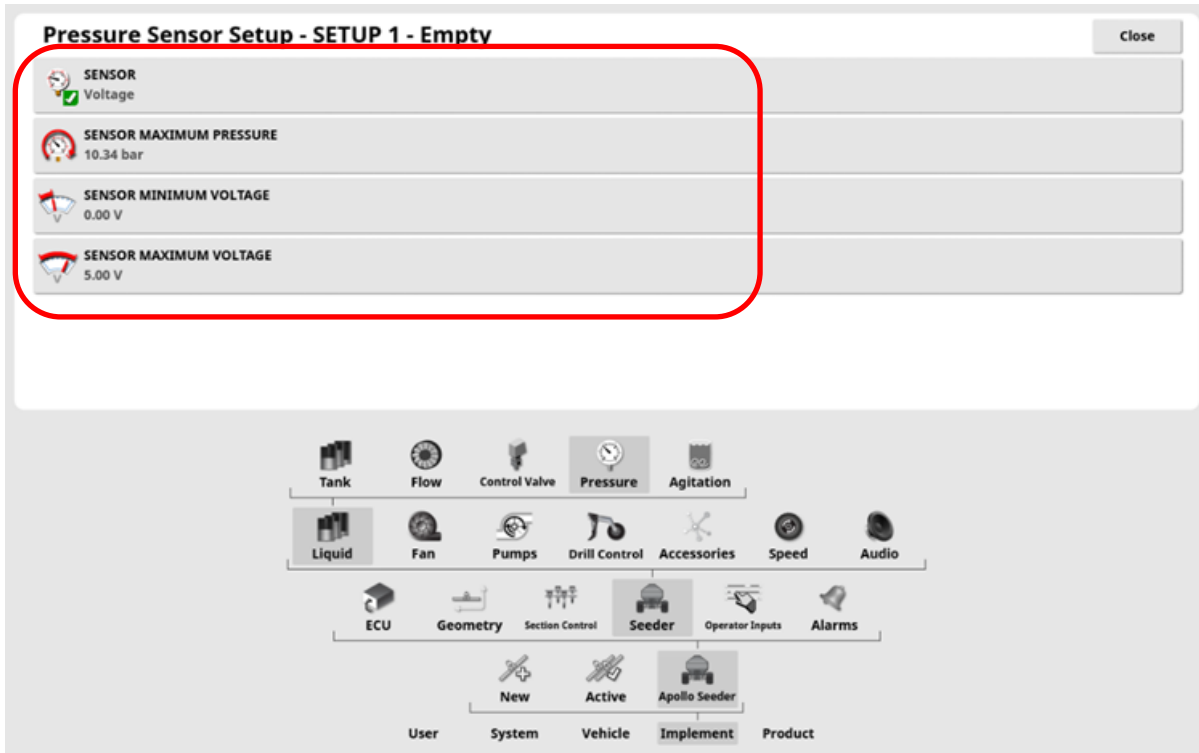 Pressure Sensor Setup - SETUP 1 - Empty
Close
SENSOR
Voltage
SENSOR MAXIMUM PRESSURE
10.34 bar
SENSOR MINIMUM VOLTAGE
0.00 V
SENSOR MAXIMUM VOLTAGE
5.00 V
Tank Flow Control Valve Pressure Agitation
Liquid Fan Pumps Drill Control Accessories Speed Audio
ECU Geometry Section Control Seeder Operator Inputs Alarms
New Active Apollo Seeder
User System Vehicle Implement Product